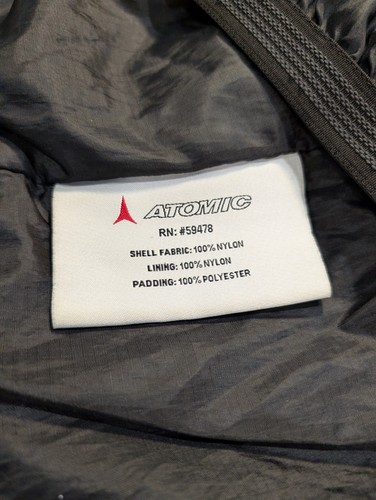 ATOMIC
RN: #59478
SHELL FABRIC: 100% NYLON
LINING: 100% NYLON
PADDING: 100% POLYESTER